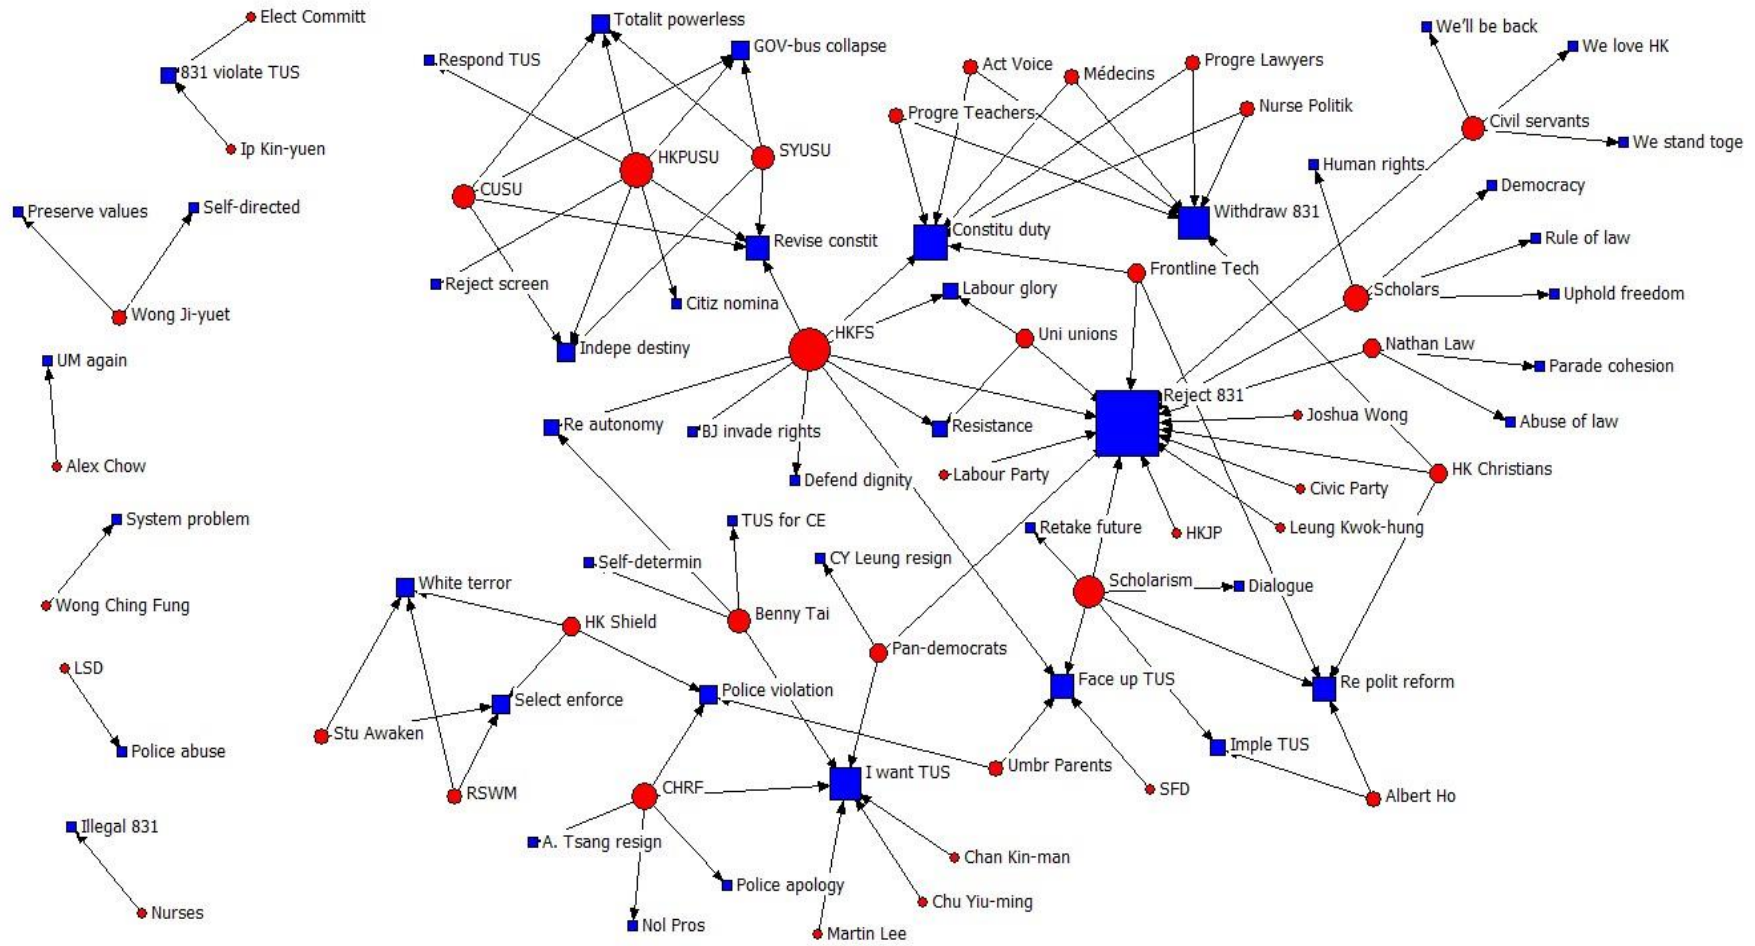 Elect Committ
Totalit powerless
We'll be back
GOV-bus collapse
We love HK
Respond TUS
Act Voice
Médecins
Progre Lawyers
831 violate TUS
Nurse Politik
Progre Teachers
Civil servants
We stand toge
Ip Kin-yuen
HKPUSU
SYUSU
Human rights
CUSU
Democracy
Preserve values
Self-directed
Withdraw 831
Constitu duty
Revise constit
Rule of law
Frontline Tech
Reject screen
Labour glory
Scholars
Uphold freedom
Citiz nomina
Wong Ji-yuet
HKFS
Uni unions
Nathan Law
Indepe destiny
UM again
Parade cohesion
Reject 831
Joshua Wong
Abuse of law
Re autonomy
BJ invade rights
Resistance
Alex Chow
Defend dignity
Labour Party
HK Christians
Civic Party
System problem
TUS for CE
Retake future
HKJP
Leung Kwok-hung
Self-determin
CY Leung resign
White terror
Scholarism
Dialogue
Wong Ching Fung
HK Shield
Benny Tai
Pan-democrats
LSD
Face up TUS
Re polit reform
Select enforce
Police violation
Stu Awaken
Police abuse
Imple TUS
I want TUS
Umbr Parents
RSWM
CHRF
SFD
Albert Ho
Illegal 831
A. Tsang resign
Chan Kin-man
Police apology
Chu Yiu-ming
Nurses
Nol Pros
Martin Lee